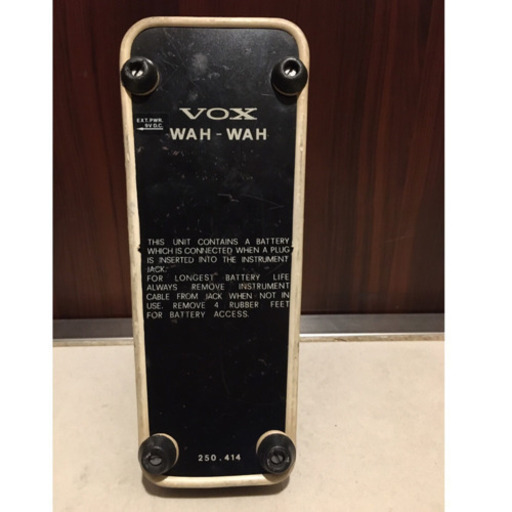 VOX
EXT. PWR.
9V D.C.
WAH - WAH
THIS UNIT CONTAINS A BATTERY
WHICH IS CONNECTED WHEN A PLUG
IS INSERTED INTO THE INSTRUMENT
JACK.
FOR LONGEST BATTERY LIFE
ALWAYS REMOVE INSTRUMENT
CABLE FROM JACK WHEN NOT IN
USE. REMOVE 4 RUBBER FEET
FOR BATTERY ACCESS.
250.414